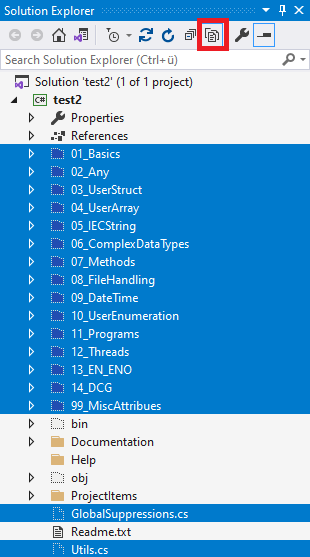 Solution Explorer
Search Solution Explorer (Ctrl+ü)
Solution 'test2' (1 of 1 project)
C# test2
Properties
References
01_Basics
02_Any
03_UserStruct
04_UserArray
05_IECString
06_ComplexDataTypes
07_Methods
08_FileHandling
09_DateTime
10_UserEnumeration
11_Programs
12_Threads
13_EN_ENO
14_DCG
99_MiscAttribues
bin
Documentation
Help
obj
ProjectItems
GlobalSuppressions.cs
Readme.txt
Utils.cs